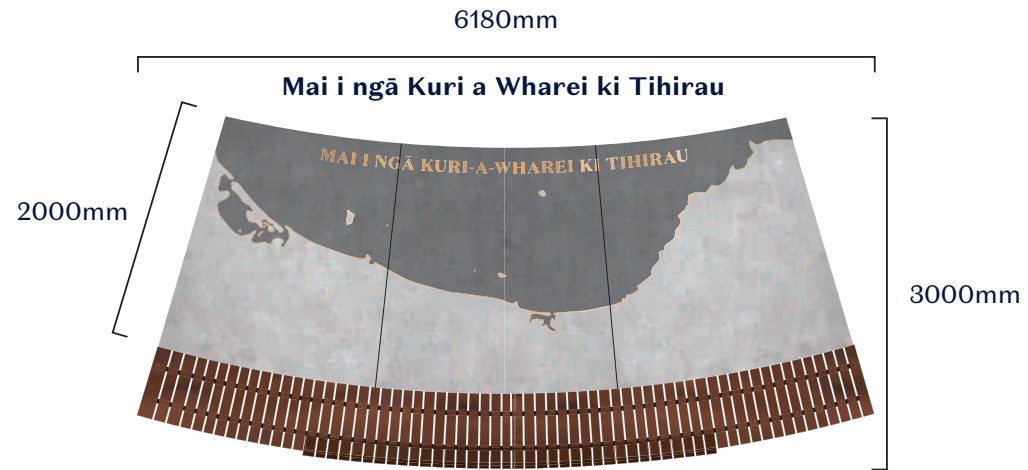 6180mm
Mai i ngā Kuri a Wharei ki Tihirau
MAI I NGĀ KURI-A-WHAREI KI TIHIRAU
2000mm
3000mm